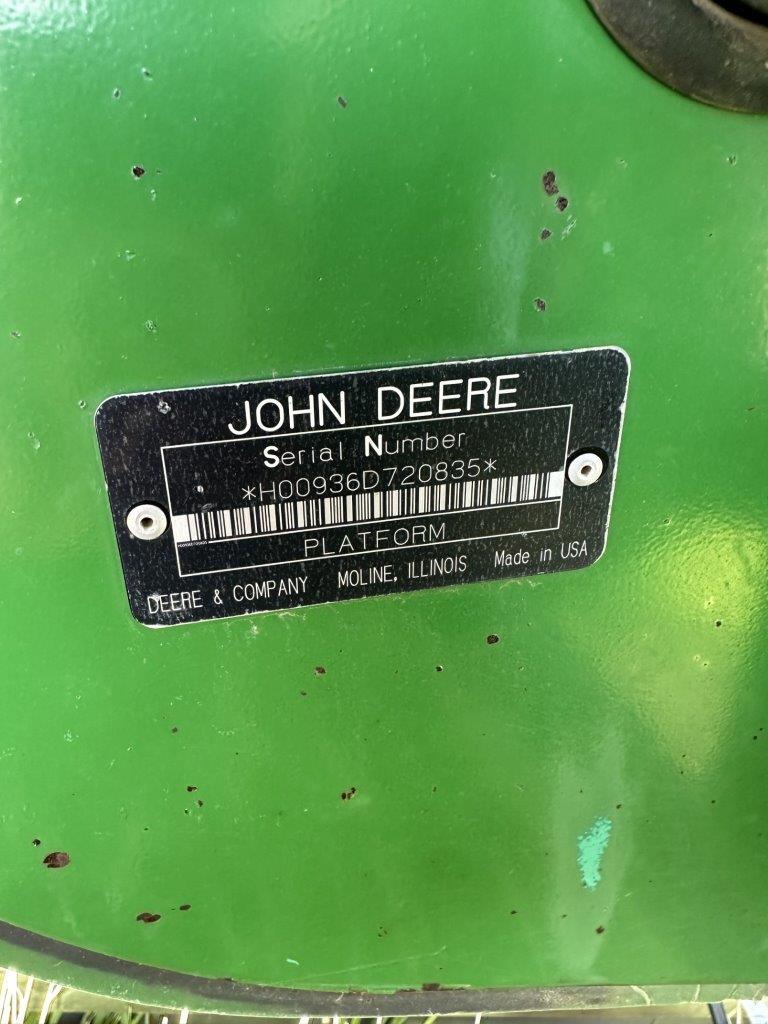 JOHN DEERE
Serial Number
*H00936D720835*
PLATFORM
DEERE & COMPANY MOLINE, ILLINOIS Made in USA